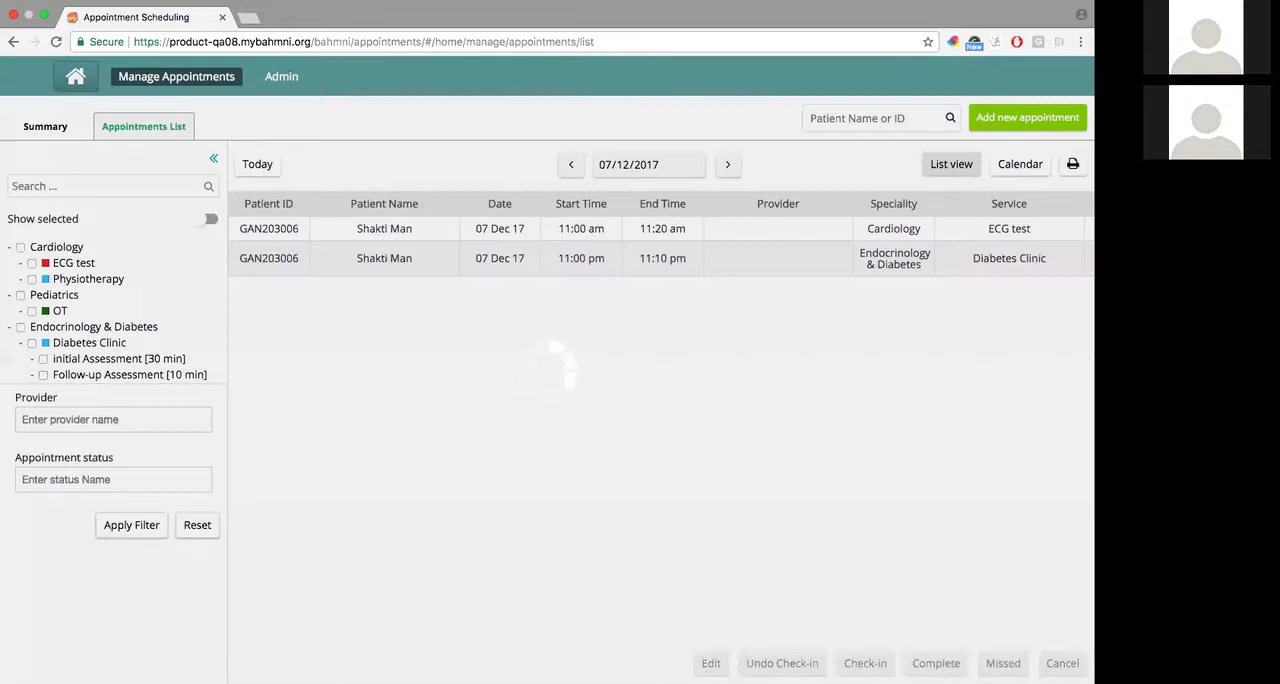 Appointment Scheduling
Secure | https://product-qa08.mybahmni.org/bahmni/appointments/#/home/manage/appointments/list
New
Manage Appointments Admin
Summary Appointments List Patient Name or ID Add new appointment
Today < 07/12/2017 > List view Calendar
Search ...
Show selected
- Cardiology
- ECG test
- Physiotherapy
- Pediatrics
- OT
- Endocrinology & Diabetes
- Diabetes Clinic
- initial Assessment [30 min]
- Follow-up Assessment [10 min]
Provider
Enter provider name
Appointment status
Enter status Name
Apply Filter Reset
Patient ID Patient Name Date Start Time End Time Provider Speciality Service
GAN203006 Shakti Man 07 Dec 17 11:00 am 11:20 am Cardiology ECG test
GAN203006 Shakti Man 07 Dec 17 11:00 pm 11:10 pm Endocrinology & Diabetes Diabetes Clinic
Edit Undo Check-in Check-in Complete Missed Cancel